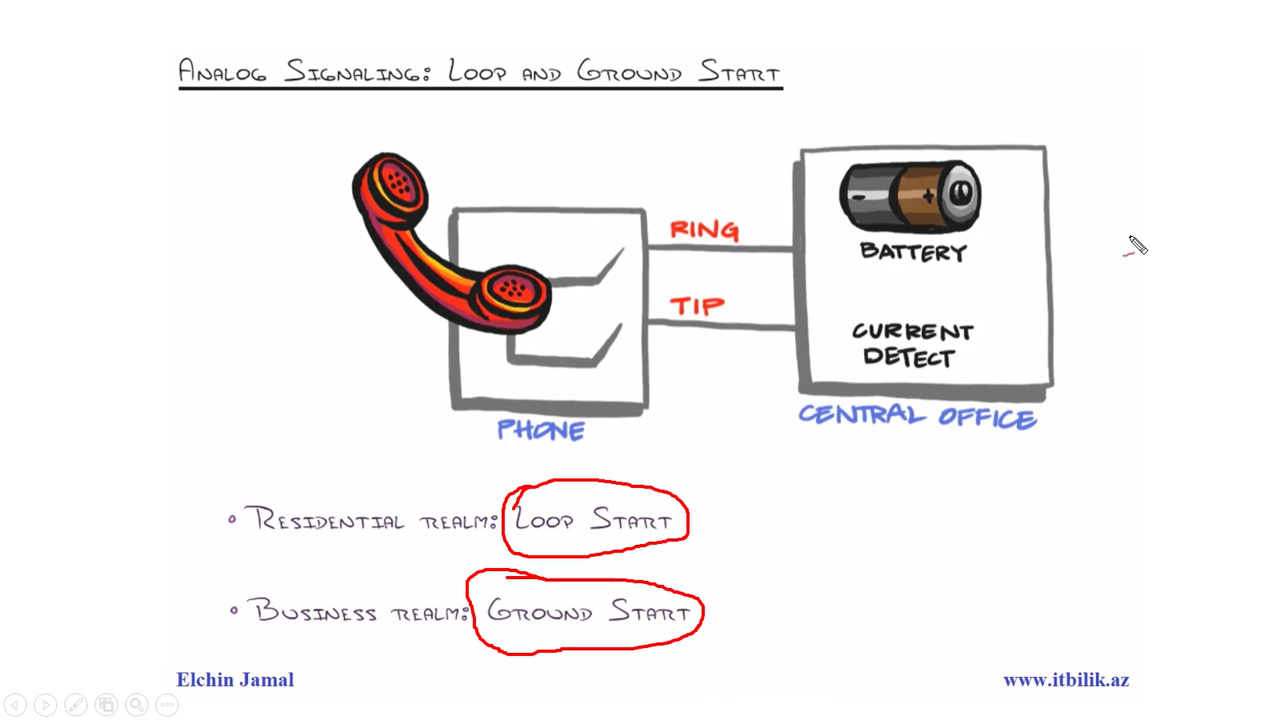 ANALOG SIGNALING: LOOP AND GROUND START
RING
BATTERY
TIP
CURRENT
DETECT
PHONE
CENTRAL OFFICE
• RESIDENTIAL REALM: LOOP START
• BUSINESS REALM: GROUND START
Elchin Jamal
www.itbilik.az